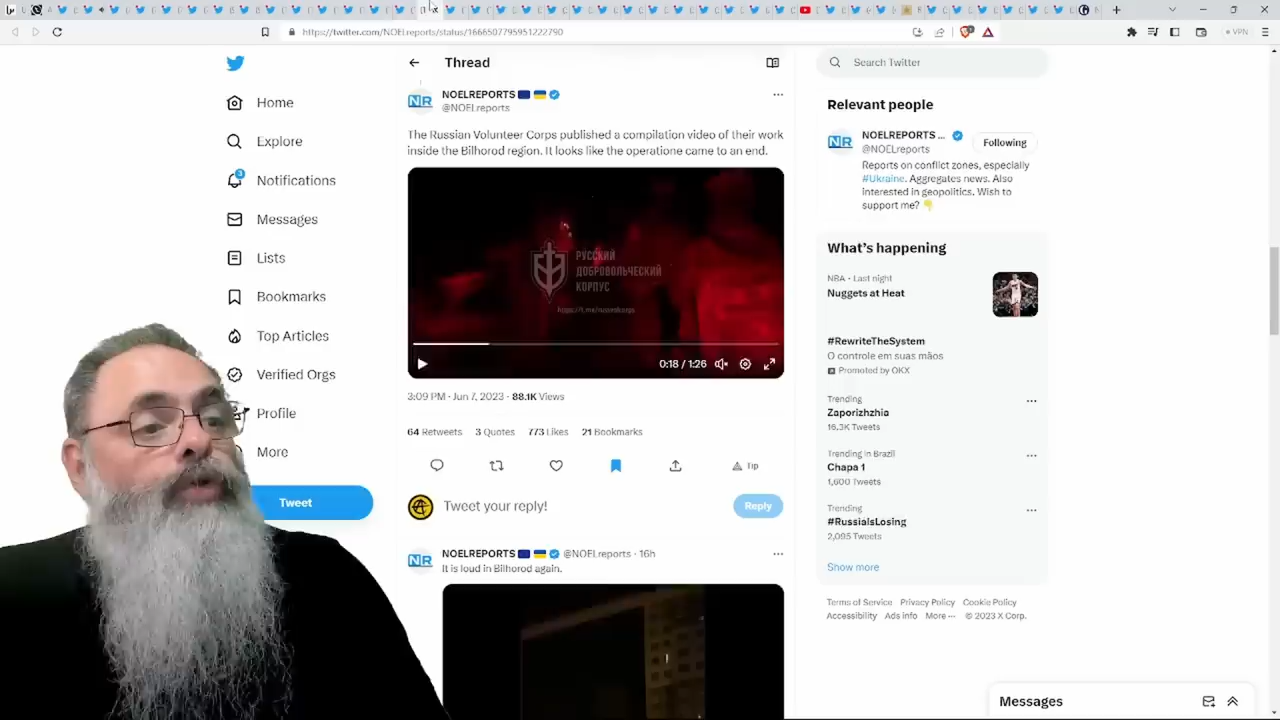 https://twitter.com/NOELreports/status/1666507795951222790
VPN
Home
Explore
3
Notifications
Messages
Lists
Bookmarks
Top Articles
Verified Orgs
Profile
More
Tweet
Thread
NR
NOELREPORTS
@NOELreports
The Russian Volunteer Corps published a compilation video of their work
inside the Bilhorod region. It looks like the operatione came to an end.
РУССКИЙ
ДОБРОВОЛЬЧЕСКИЙ
КОРПУС
0:18 / 1:26
3:09 PM · Jun 7, 2023 · 88.1K Views
64 Retweets 3 Quotes 773 Likes 21 Bookmarks
Tip
Tweet your reply!
Reply
NR
NOELREPORTS @NOELreports · 16h
It is loud in Bilhorod again.
Search Twitter
Relevant people
NR
NOELREPORTS ...
@NOELreports
Following
Reports on conflict zones, especially
#Ukraine. Aggregates news. Also
interested in geopolitics. Wish to
support me?
What's happening
NBA · Last night
Nuggets at Heat
#RewriteTheSystem
O controle em suas mãos
Promoted by OKX
Trending
Zaporizhzhia
16.3K Tweets
Trending in Brazil
Chapa 1
1,600 Tweets
Trending
#RussiaIsLosing
2,095 Tweets
Show more
Terms of Service Privacy Policy Cookie Policy
Accessibility Ads info More ··· © 2023 X Corp.
Messages